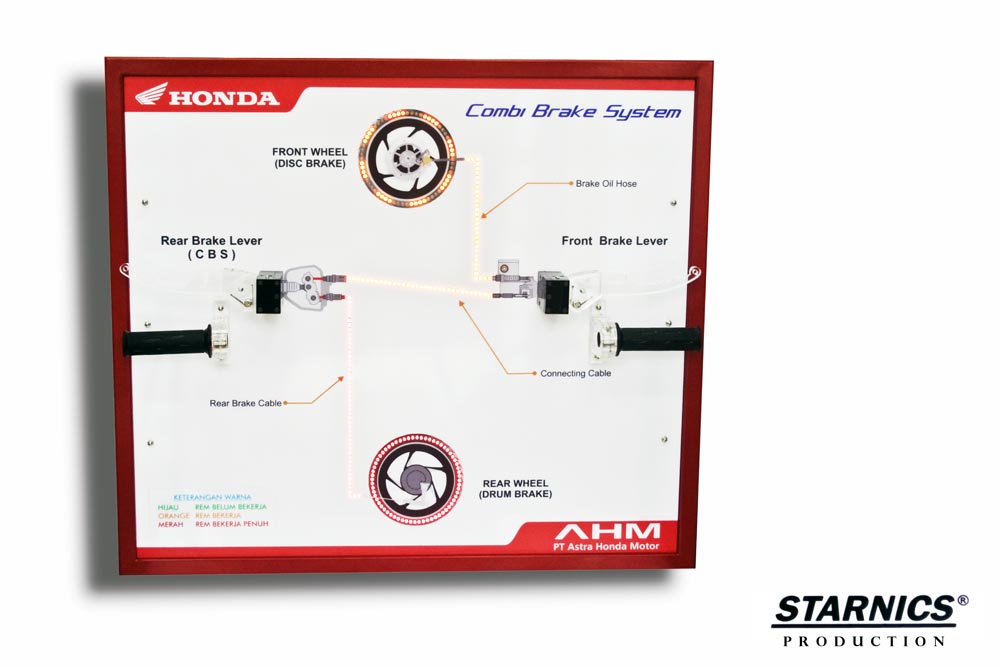 HONDA
Combi Brake System
FRONT WHEEL
(DISC BRAKE)
Brake Oil Hose
Rear Brake Lever
( C B S )
Front Brake Lever
Connecting Cable
Rear Brake Cable
REAR WHEEL
(DRUM BRAKE)
KETERANGAN WARNA
HIJAU REM BELUM BEKERJA
ORANGE REM BEKERJA
MERAH REM BEKERJA PENUH
AHM
PT Astra Honda Motor
STARNICS®
PRODUCTION